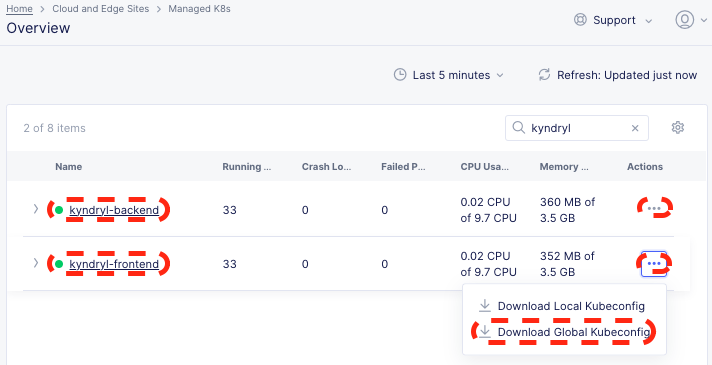 Home > Cloud and Edge Sites > Managed K8s
Overview
Support
Last 5 minutes
Refresh: Updated just now
2 of 8 items
kyndryl
Name Running ... Crash Lo... Failed P... CPU Usa... Memory ... Actions
kyndryl-backend 33 0 0 0.02 CPU 360 MB of
of 9.7 CPU 3.5 GB
kyndryl-frontend 33 0 0 0.02 CPU 352 MB of
of 9.7 CPU 3.5 GB
Download Local Kubeconfig
Download Global Kubeconfig